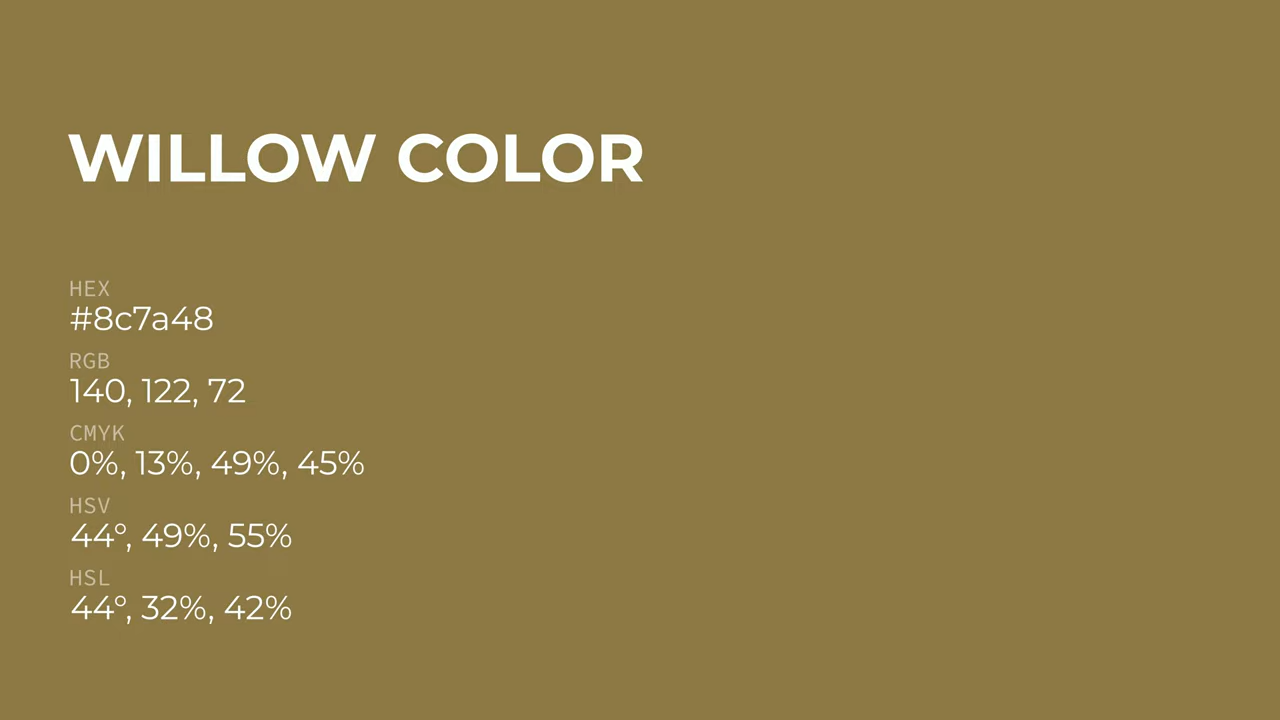 WILLOW COLOR
HEX
#8c7a48
RGB
140, 122, 72
CMYK
0%, 13%, 49%, 45%
HSV
44°, 49%, 55%
HSL
44°, 32%, 42%